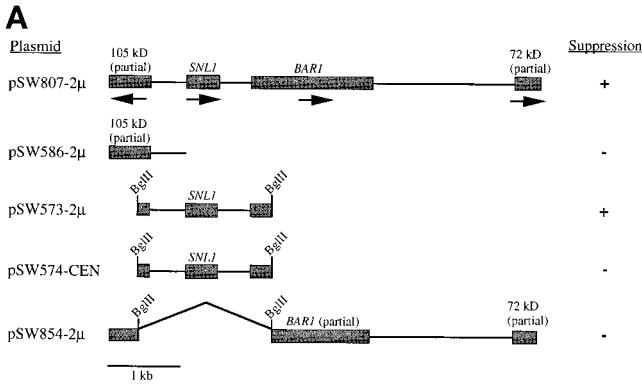 A
Plasmid
Suppression
105 kD
(partial)
SNL1
BAR1
72 kD
(partial)
pSW807-2µ
+
105 kD
(partial)
pSW586-2µ
-
BglII
SNL1
BglII
pSW573-2µ
+
BglII
SNL1
BglII
pSW574-CEN
-
BglII
BglII
BAR1 (partial)
72 kD
(partial)
pSW854-2µ
-
1 kb